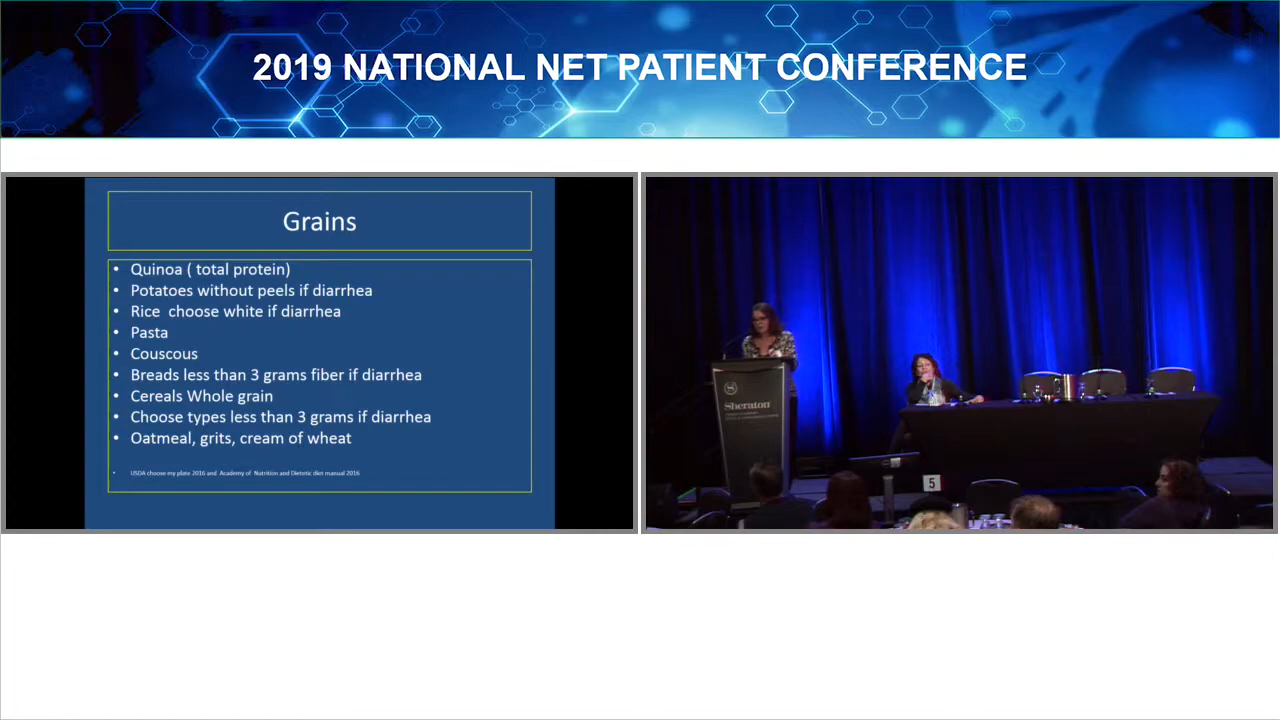 2019 NATIONAL NET PATIENT CONFERENCE
Grains
• Quinoa ( total protein)
• Potatoes without peels if diarrhea
• Rice  choose white if diarrhea
• Pasta
• Couscous
• Breads less than 3 grams fiber if diarrhea
• Cereals Whole grain
• Choose types less than 3 grams if diarrhea
• Oatmeal, grits, cream of wheat
• USDA choose my plate 2016 and  Academy of  Nutrition and Dietetic diet manual 2016
Sheraton
5